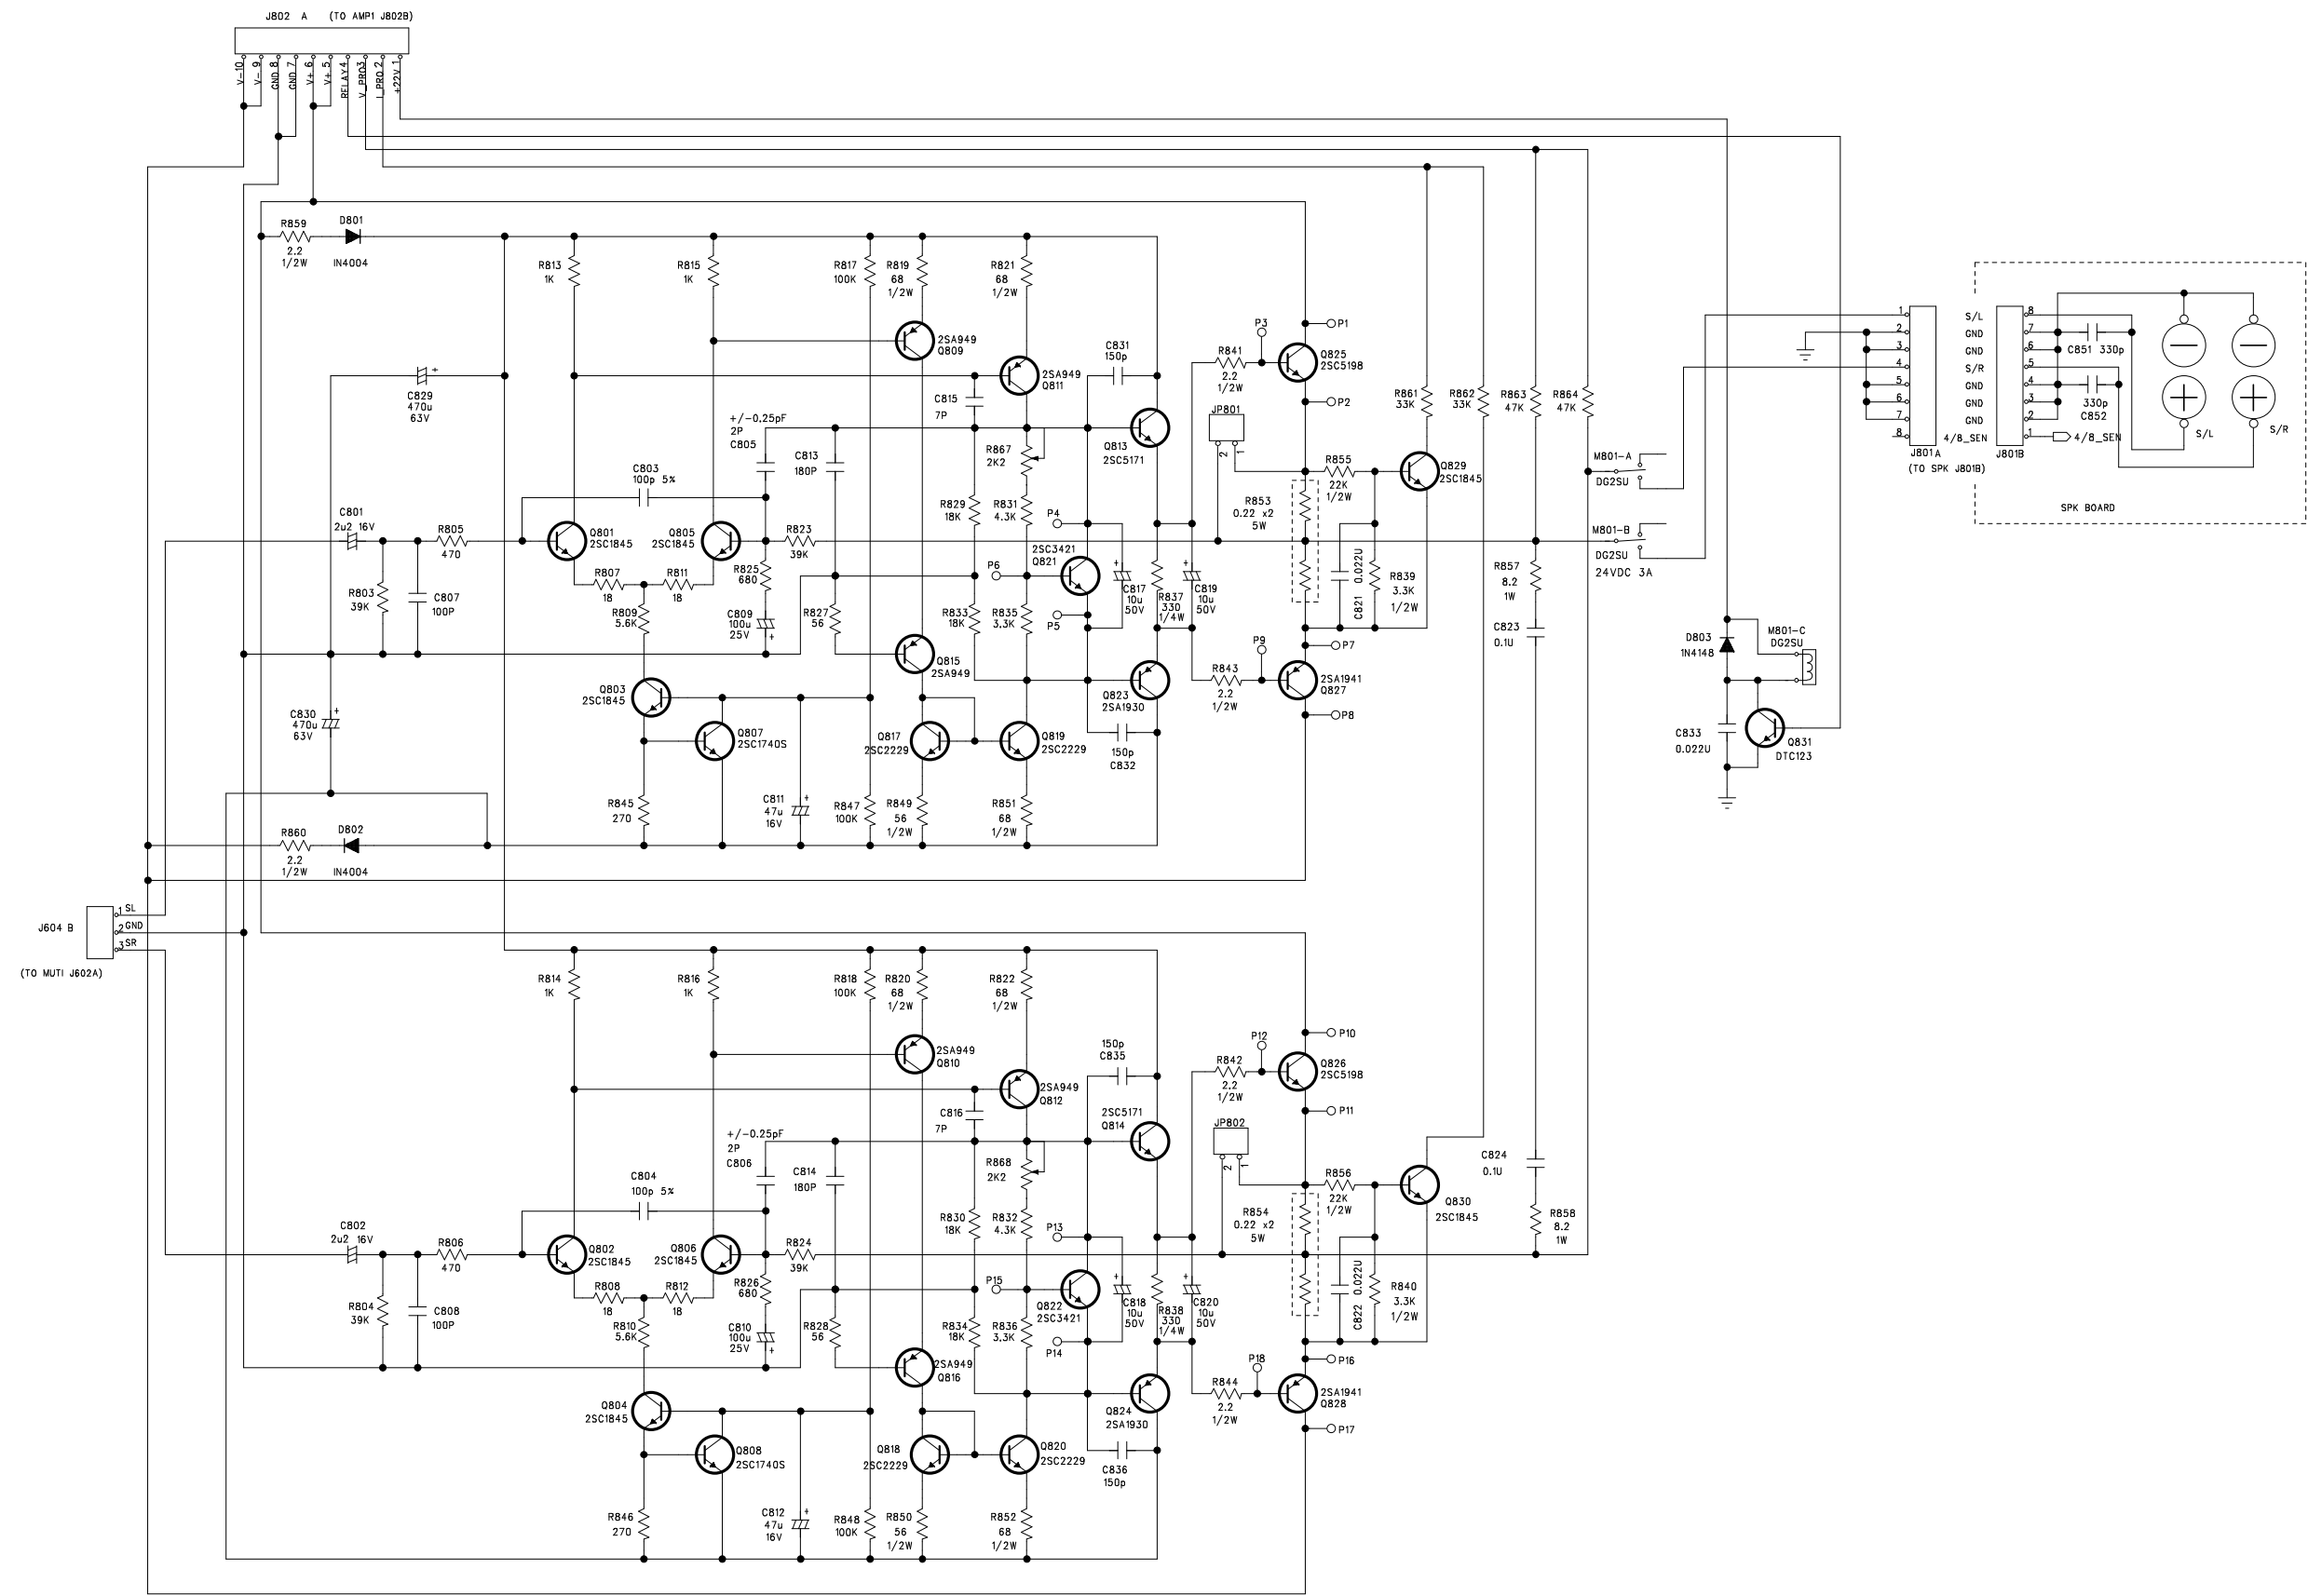 J802 A (TO AMP1 J802B)
V-10
V- 9
GND 8
GND 7
V+ 6
V+ 5
RELAY4
V_PRO3
I_PRO 2
+22V 1
R859
2.2
1/2W
D801
IN4004
R813
1K
R815
1K
R817
100K
R819
68
1/2W
R821
68
1/2W
2SA949
Q809
2SA949
Q811
C829
470u
63V
+
C815
7P
C831
150p
+/-0.25pF
2P
C805
C813
180P
Q813
2SC5171
R867
2K2
C803
100p 5%
C801
2u2 16V
R805
470
Q801
2SC1845
Q805
2SC1845
R823
39K
R829
18K
R831
4.3K
P4
2SC3421
Q821
P6
R825
680
R807
18
R811
18
R803
39K
C807
100P
R809
5.6K
C809
100u
25V
+
R827
56
R833
18K
R835
3.3K
P5
+
C817
10u
50V
R837
330
1/4W
+
C819
10u
50V
Q815
2SA949
Q803
2SC1845
Q807
2SC1740S
Q817
2SC2229
Q819
2SC2229
Q823
2SA1930
150p
C832
C830
470u
63V
+
R845
270
C811
47u
16V
+
R847
100K
R849
56
1/2W
R851
68
1/2W
R860
2.2
1/2W
D802
IN4004
P3
R841
2.2
1/2W
P1
Q825
2SC5198
P2
JP801
2
1
R855
22K
1/2W
R853
0.22 x2
5W
C821 0.022U
R839
3.3K
1/2W
P9
R843
2.2
1/2W
P7
2SA1941
Q827
P8
R861
33K
R862
33K
R863
47K
R864
47K
Q829
2SC1845
R857
8.2
1W
C823
0.1U
M801-A
DG2SU
M801-B
DG2SU
24VDC 3A
D803
1N4148
M801-C
DG2SU
C833
0.022U
Q831
DTC123
1
2
3
4
5
6
7
8
J801A
(TO SPK J801B)
S/L
GND
GND
S/R
GND
GND
GND
4/8_SEN
8
7
6
5
4
3
2
1
J801B
C851 330p
330p
C852
4/8_SEN
S/L
S/R
SPK BOARD
J604 B
1 SL
2 GND
3 SR
(TO MUTI J602A)
R814
1K
R816
1K
R818
100K
R820
68
1/2W
R822
68
1/2W
2SA949
Q810
2SA949
Q812
150p
C835
C816
7P
2SC5171
Q814
+/-0.25pF
2P
C806
C814
180P
R868
2K2
C804
100p 5%
C802
2u2 16V
R806
470
Q802
2SC1845
Q806
2SC1845
R824
39K
R830
18K
R832
4.3K
P13
P15
Q822
2SC3421
P14
R826
680
R808
18
R812
18
R804
39K
C808
100P
R810
5.6K
C810
100u
25V
+
R828
56
R834
18K
R836
3.3K
+
C818
10u
50V
R838
330
1/4W
+
C820
10u
50V
2SA949
Q816
Q804
2SC1845
Q808
2SC1740S
Q818
2SC2229
Q820
2SC2229
Q824
2SA1930
C836
150p
R846
270
C812
47u
16V
+
R848
100K
R850
56
1/2W
R852
68
1/2W
P12
R842
2.2
1/2W
P10
Q826
2SC5198
P11
JP802
2
1
R856
22K
1/2W
R854
0.22 x2
5W
C822 0.022U
R840
3.3K
1/2W
P18
R844
2.2
1/2W
P16
2SA1941
Q828
P17
Q830
2SC1845
C824
0.1U
R858
8.2
1W